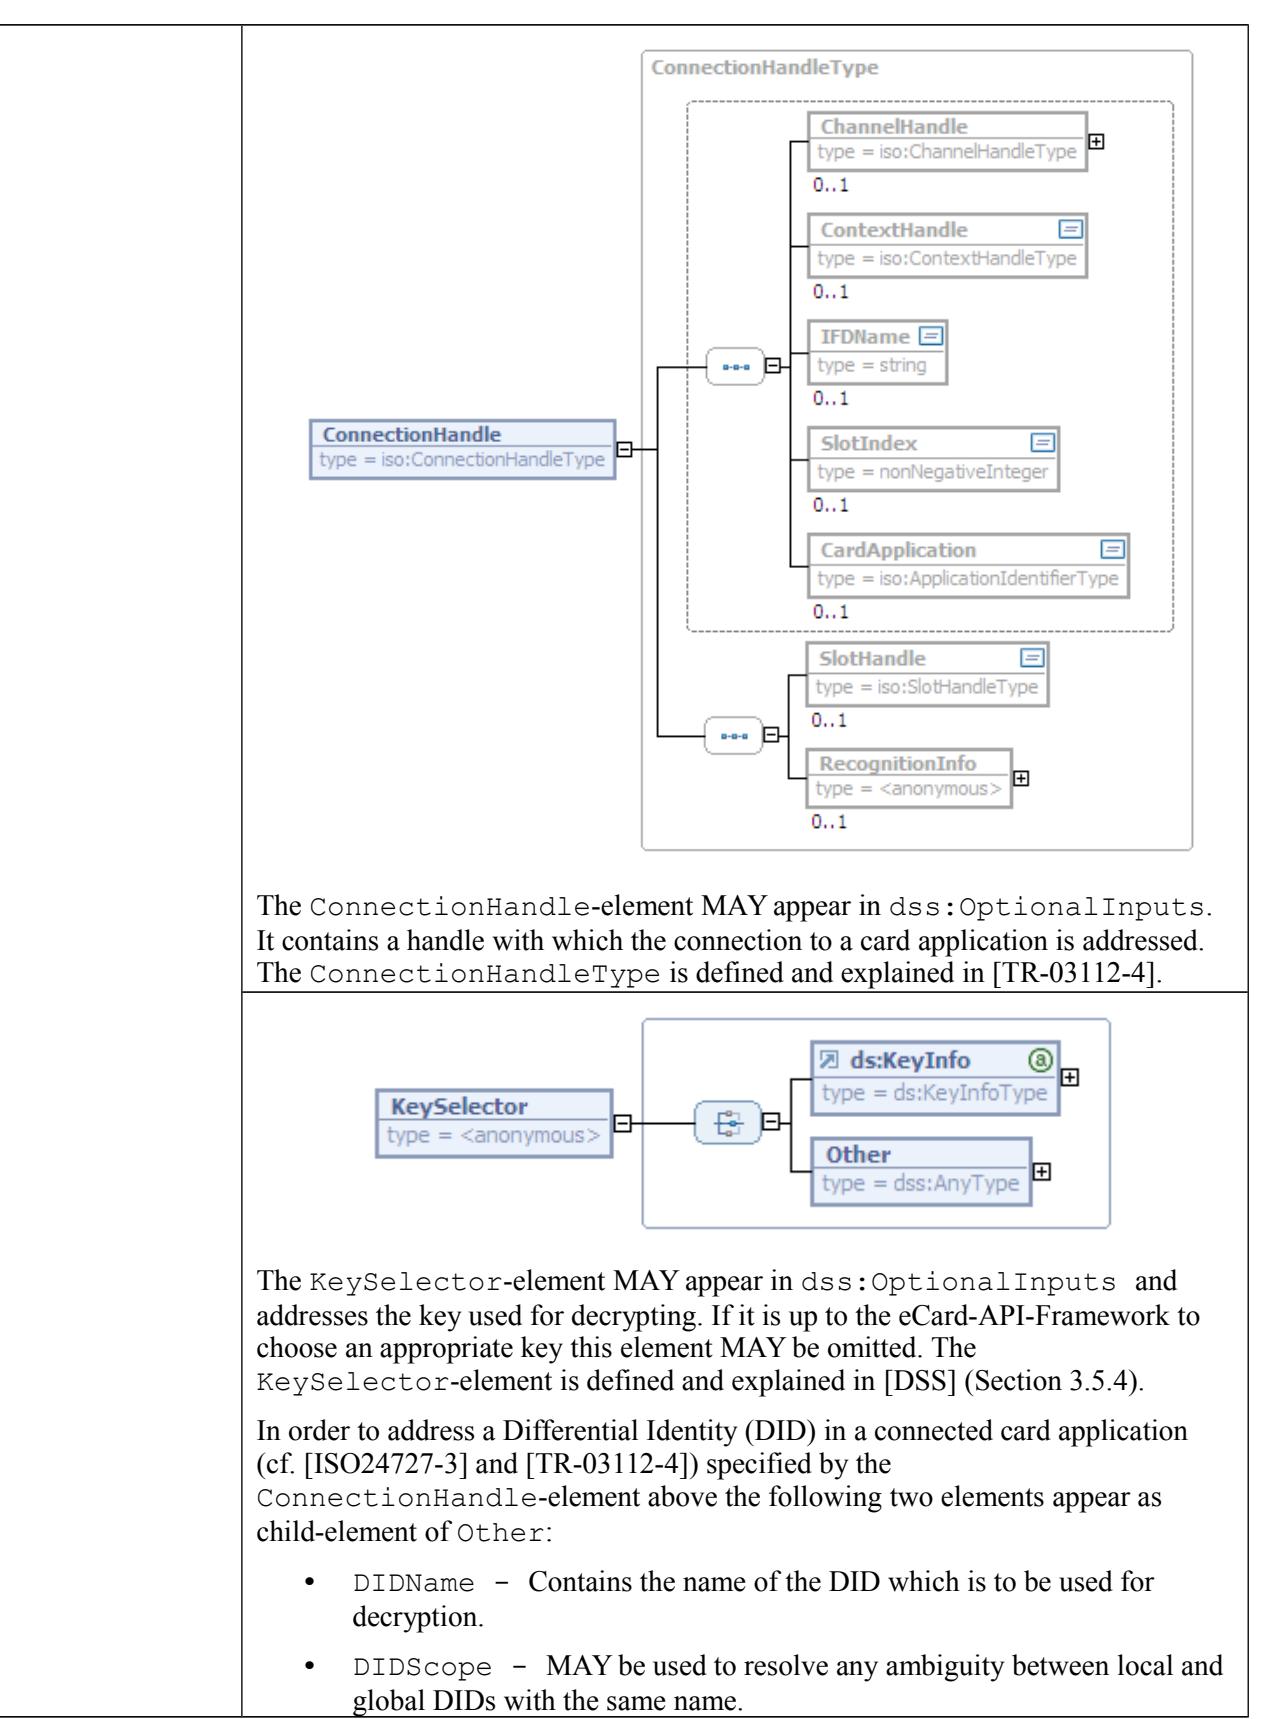 ConnectionHandleType
ChannelHandle
type = iso:ChannelHandleType
0..1
ContextHandle
type = iso:ContextHandleType
0..1
IFDName
type = string
0..1
ConnectionHandle
type = iso:ConnectionHandleType
SlotIndex
type = nonNegativeInteger
0..1
CardApplication
type = iso:ApplicationIdentifierType
0..1
SlotHandle
type = iso:SlotHandleType
0..1
RecognitionInfo
type = <anonymous>
0..1
The ConnectionHandle-element MAY appear in dss:OptionalInputs.
It contains a handle with which the connection to a card application is addressed.
The ConnectionHandleType is defined and explained in [TR-03112-4].
ds:KeyInfo a
type = ds:KeyInfoType
KeySelector
type = <anonymous>
Other
type = dss:AnyType
The KeySelector-element MAY appear in dss:OptionalInputs and
addresses the key used for decrypting. If it is up to the eCard-API-Framework to
choose an appropriate key this element MAY be omitted. The
KeySelector-element is defined and explained in [DSS] (Section 3.5.4).
In order to address a Differential Identity (DID) in a connected card application
(cf. [ISO24727-3] and [TR-03112-4]) specified by the
ConnectionHandle-element above the following two elements appear as
child-element of Other:
• DIDName – Contains the name of the DID which is to be used for
decryption.
• DIDScope – MAY be used to resolve any ambiguity between local and
global DIDs with the same name.